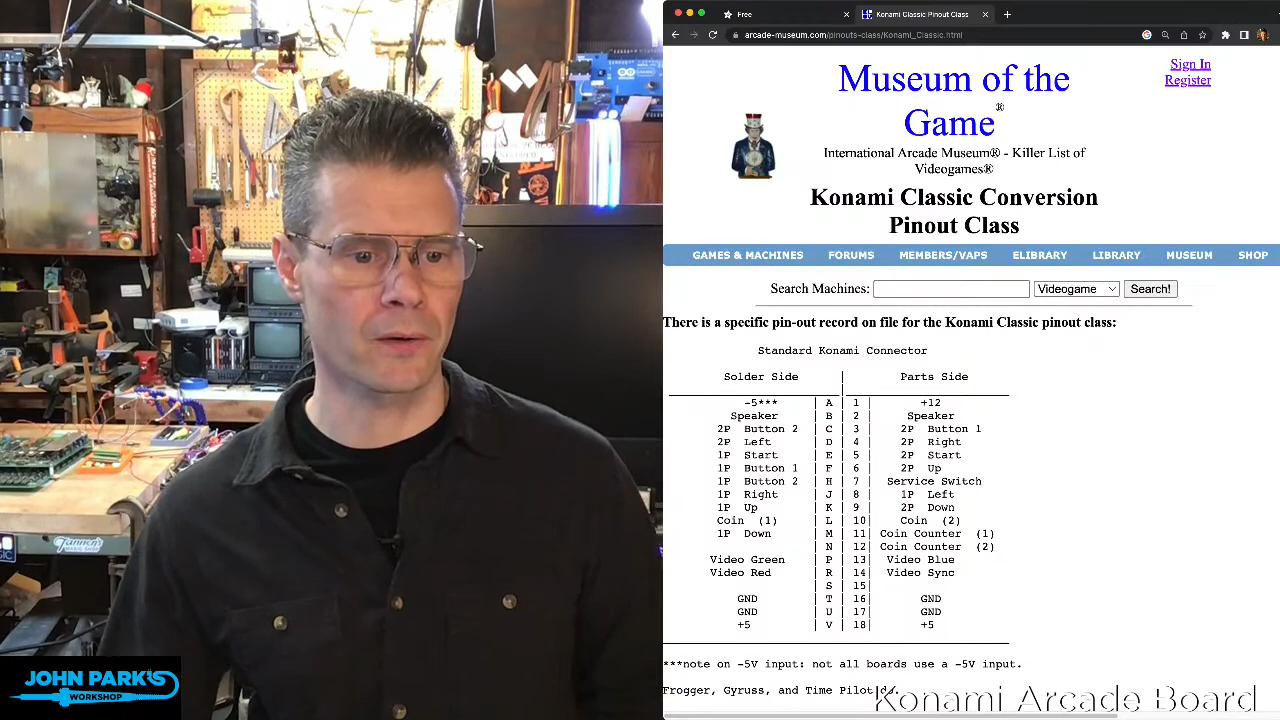 Free
Konami Classic Pinout Class
arcade-museum.com/pinouts-class/Konami_Classic.html
Museum of the
Game®
Sign In
Register
International Arcade Museum® - Killer List of
Videogames®
Konami Classic Conversion
Pinout Class
GAMES & MACHINES FORUMS MEMBERS/VAPS ELIBRARY LIBRARY MUSEUM SHOP
Search Machines: Videogame Search!
There is a specific pin-out record on file for the Konami Classic pinout class:
Standard Konami Connector
Solder Side | Parts Side
-5*** | A | 1 | +12
Speaker | B | 2 | Speaker
2P Button 2 | C | 3 | 2P Button 1
2P Left | D | 4 | 2P Right
1P Start | E | 5 | 2P Start
1P Button 1 | F | 6 | 2P Up
1P Button 2 | H | 7 | Service Switch
1P Right | J | 8 | 1P Left
1P Up | K | 9 | 2P Down
Coin (1) | L | 10| Coin (2)
1P Down | M | 11| Coin Counter (1)
| N | 12| Coin Counter (2)
Video Green | P | 13| Video Blue
Video Red | R | 14| Video Sync
| S | 15|
GND | T | 16| GND
GND | U | 17| GND
+5 | V | 18| +5
***note on -5V input: not all boards use a -5V input.
Frogger, Gyruss, Time Pilot
Konami Arcade Board
JOHN PARK'S
WORKSHOP
Tannen's
MAGIC SHOP